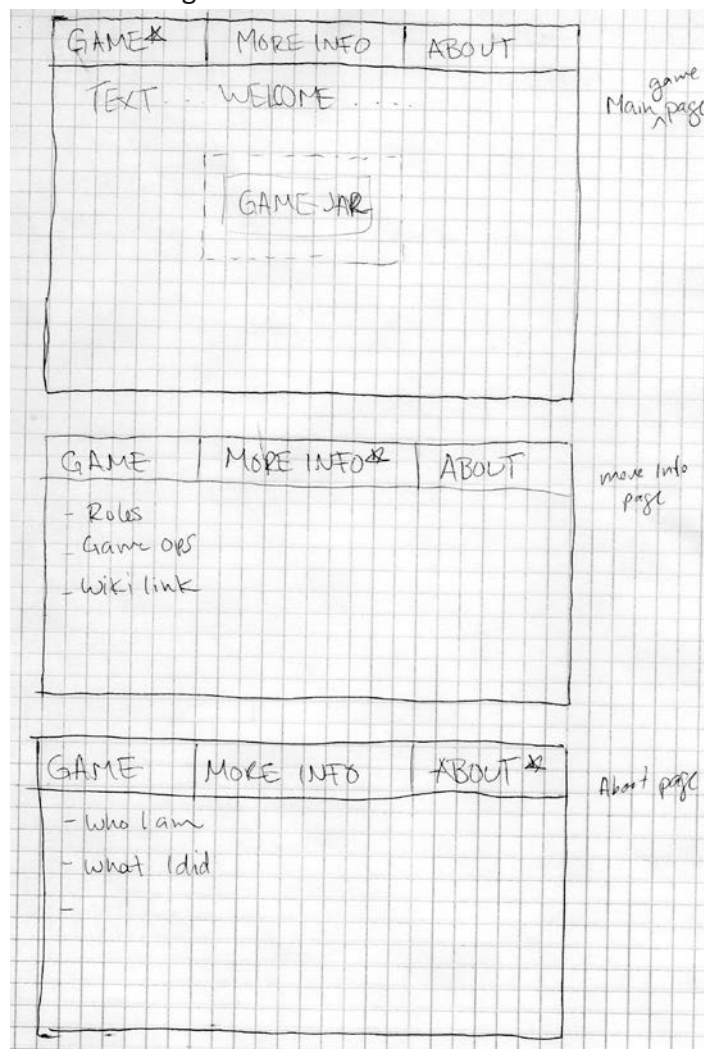 GAME* MORE INFO ABOUT
TEXT ... WELCOME ....
Main game page
GAME JAR
GAME MORE INFO* ABOUT
more info
page
- Rules
- Game ops
- Wiki link
GAME MORE INFO ABOUT*
About page
- Who I am
- What I did
-